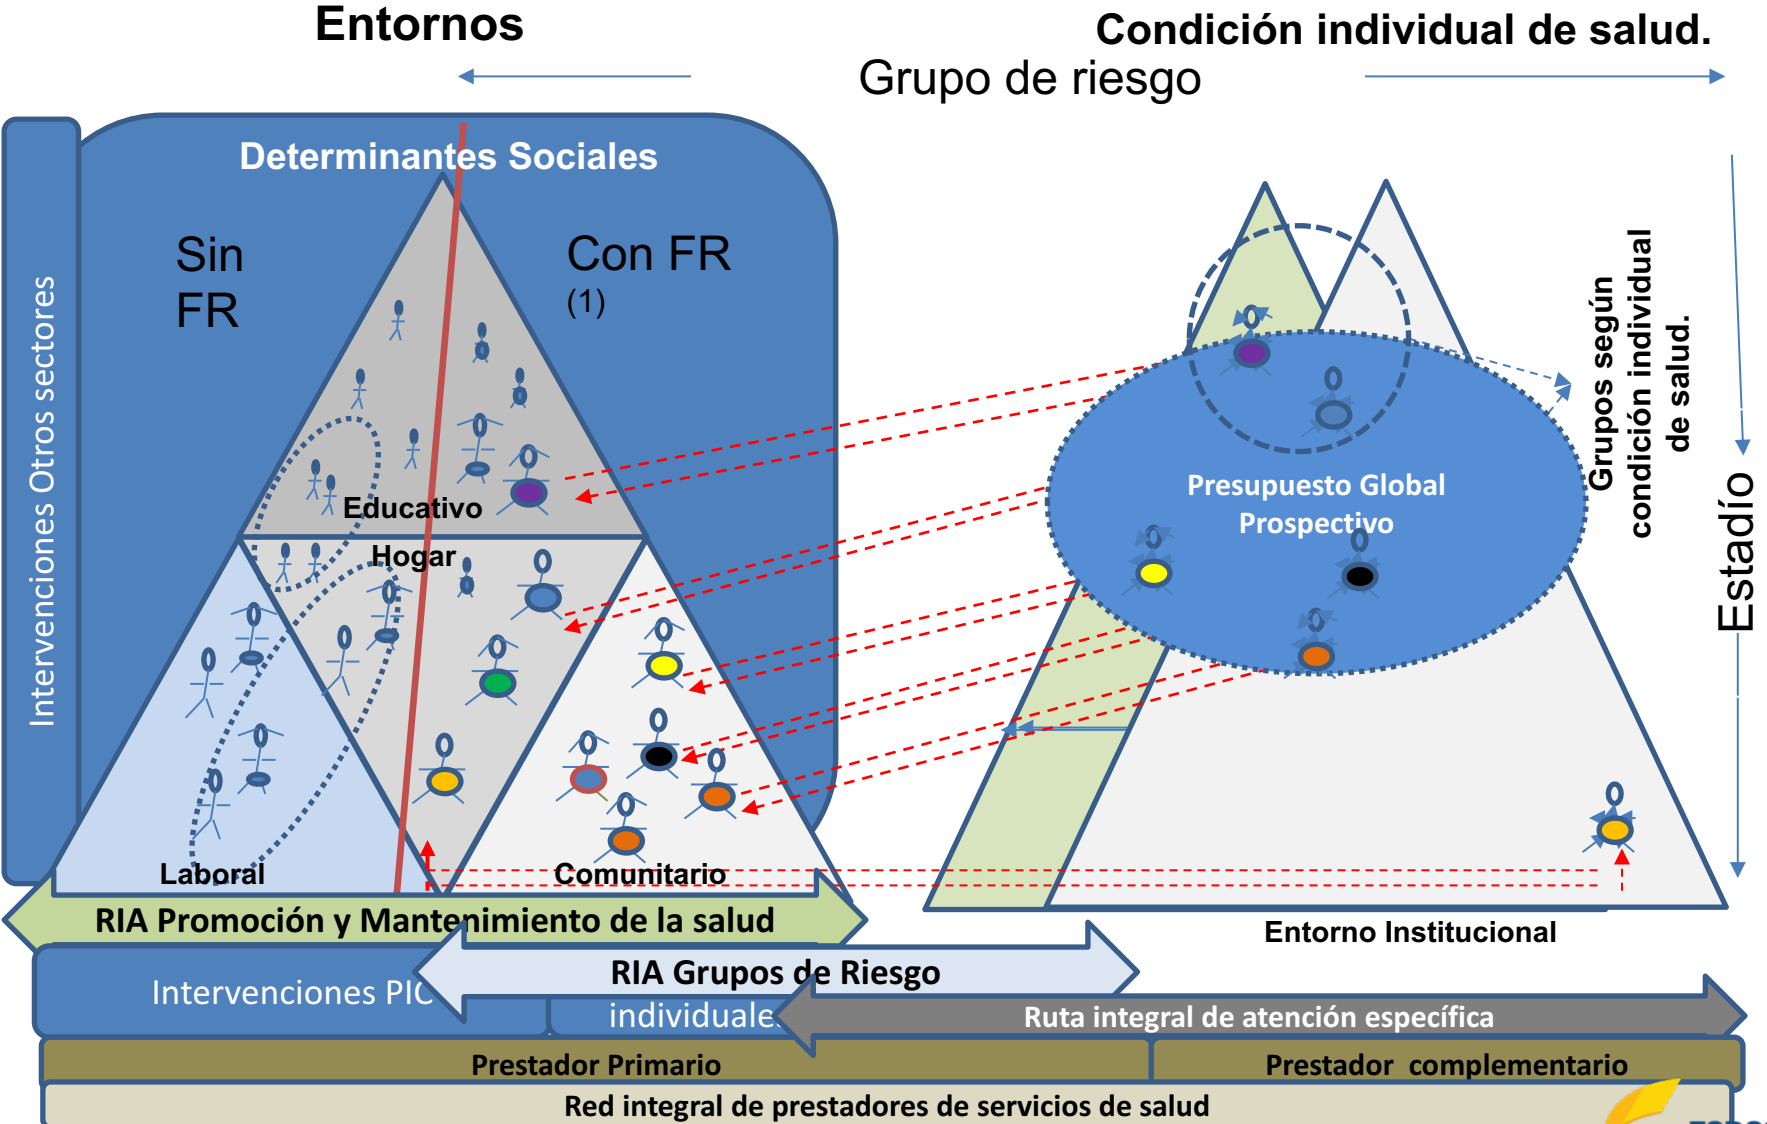 Entornos
Condición individual de salud.
Grupo de riesgo
Determinantes Sociales
Sin
FR
Con FR
(1)
Intervenciones Otros sectores
Educativo
Hogar
Laboral
Comunitario
Presupuesto Global
Prospectivo
Grupos según
condición individual
de salud.
Estadío
Entorno Institucional
RIA Promoción y Mantenimiento de la salud
RIA Grupos de Riesgo
Intervenciones PIC
individuales
Ruta integral de atención específica
Prestador Primario
Prestador complementario
Red integral de prestadores de servicios de salud